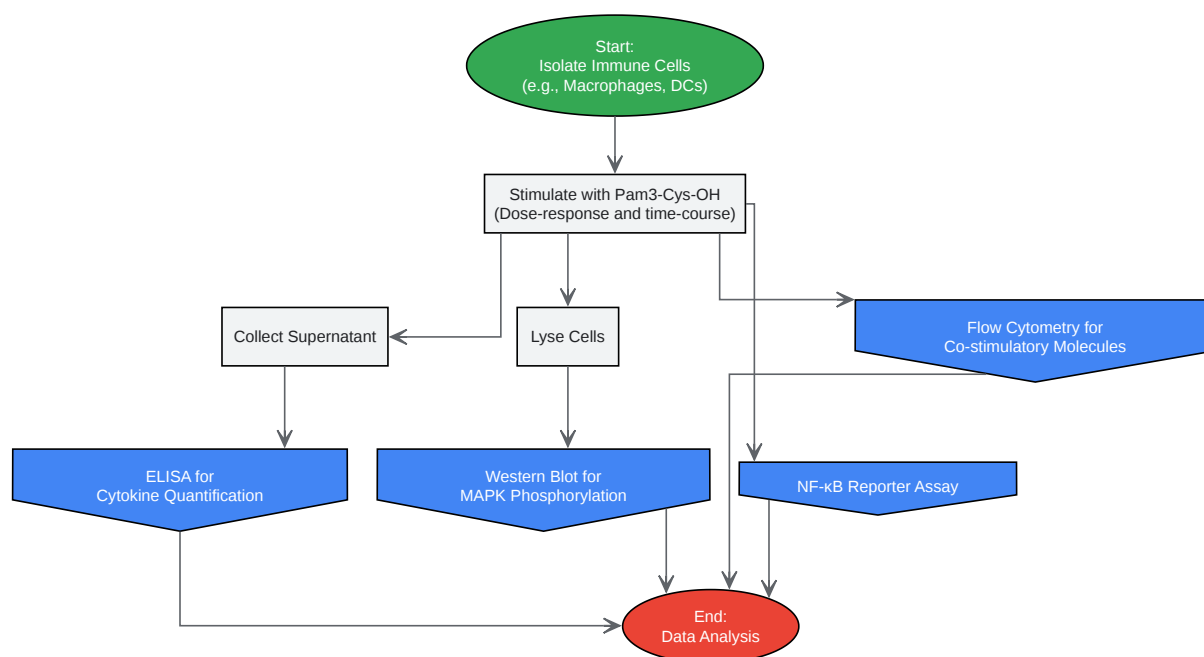 Start:
Isolate Immune Cells
(e.g., Macrophages, DCs)
Stimulate with Pam3-Cys-OH
(Dose-response and time-course)
Collect Supernatant
Lyse Cells
Flow Cytometry for
Co-stimulatory Molecules
ELISA for
Cytokine Quantification
Western Blot for
MAPK Phosphorylation
NF-κB Reporter Assay
End:
Data Analysis